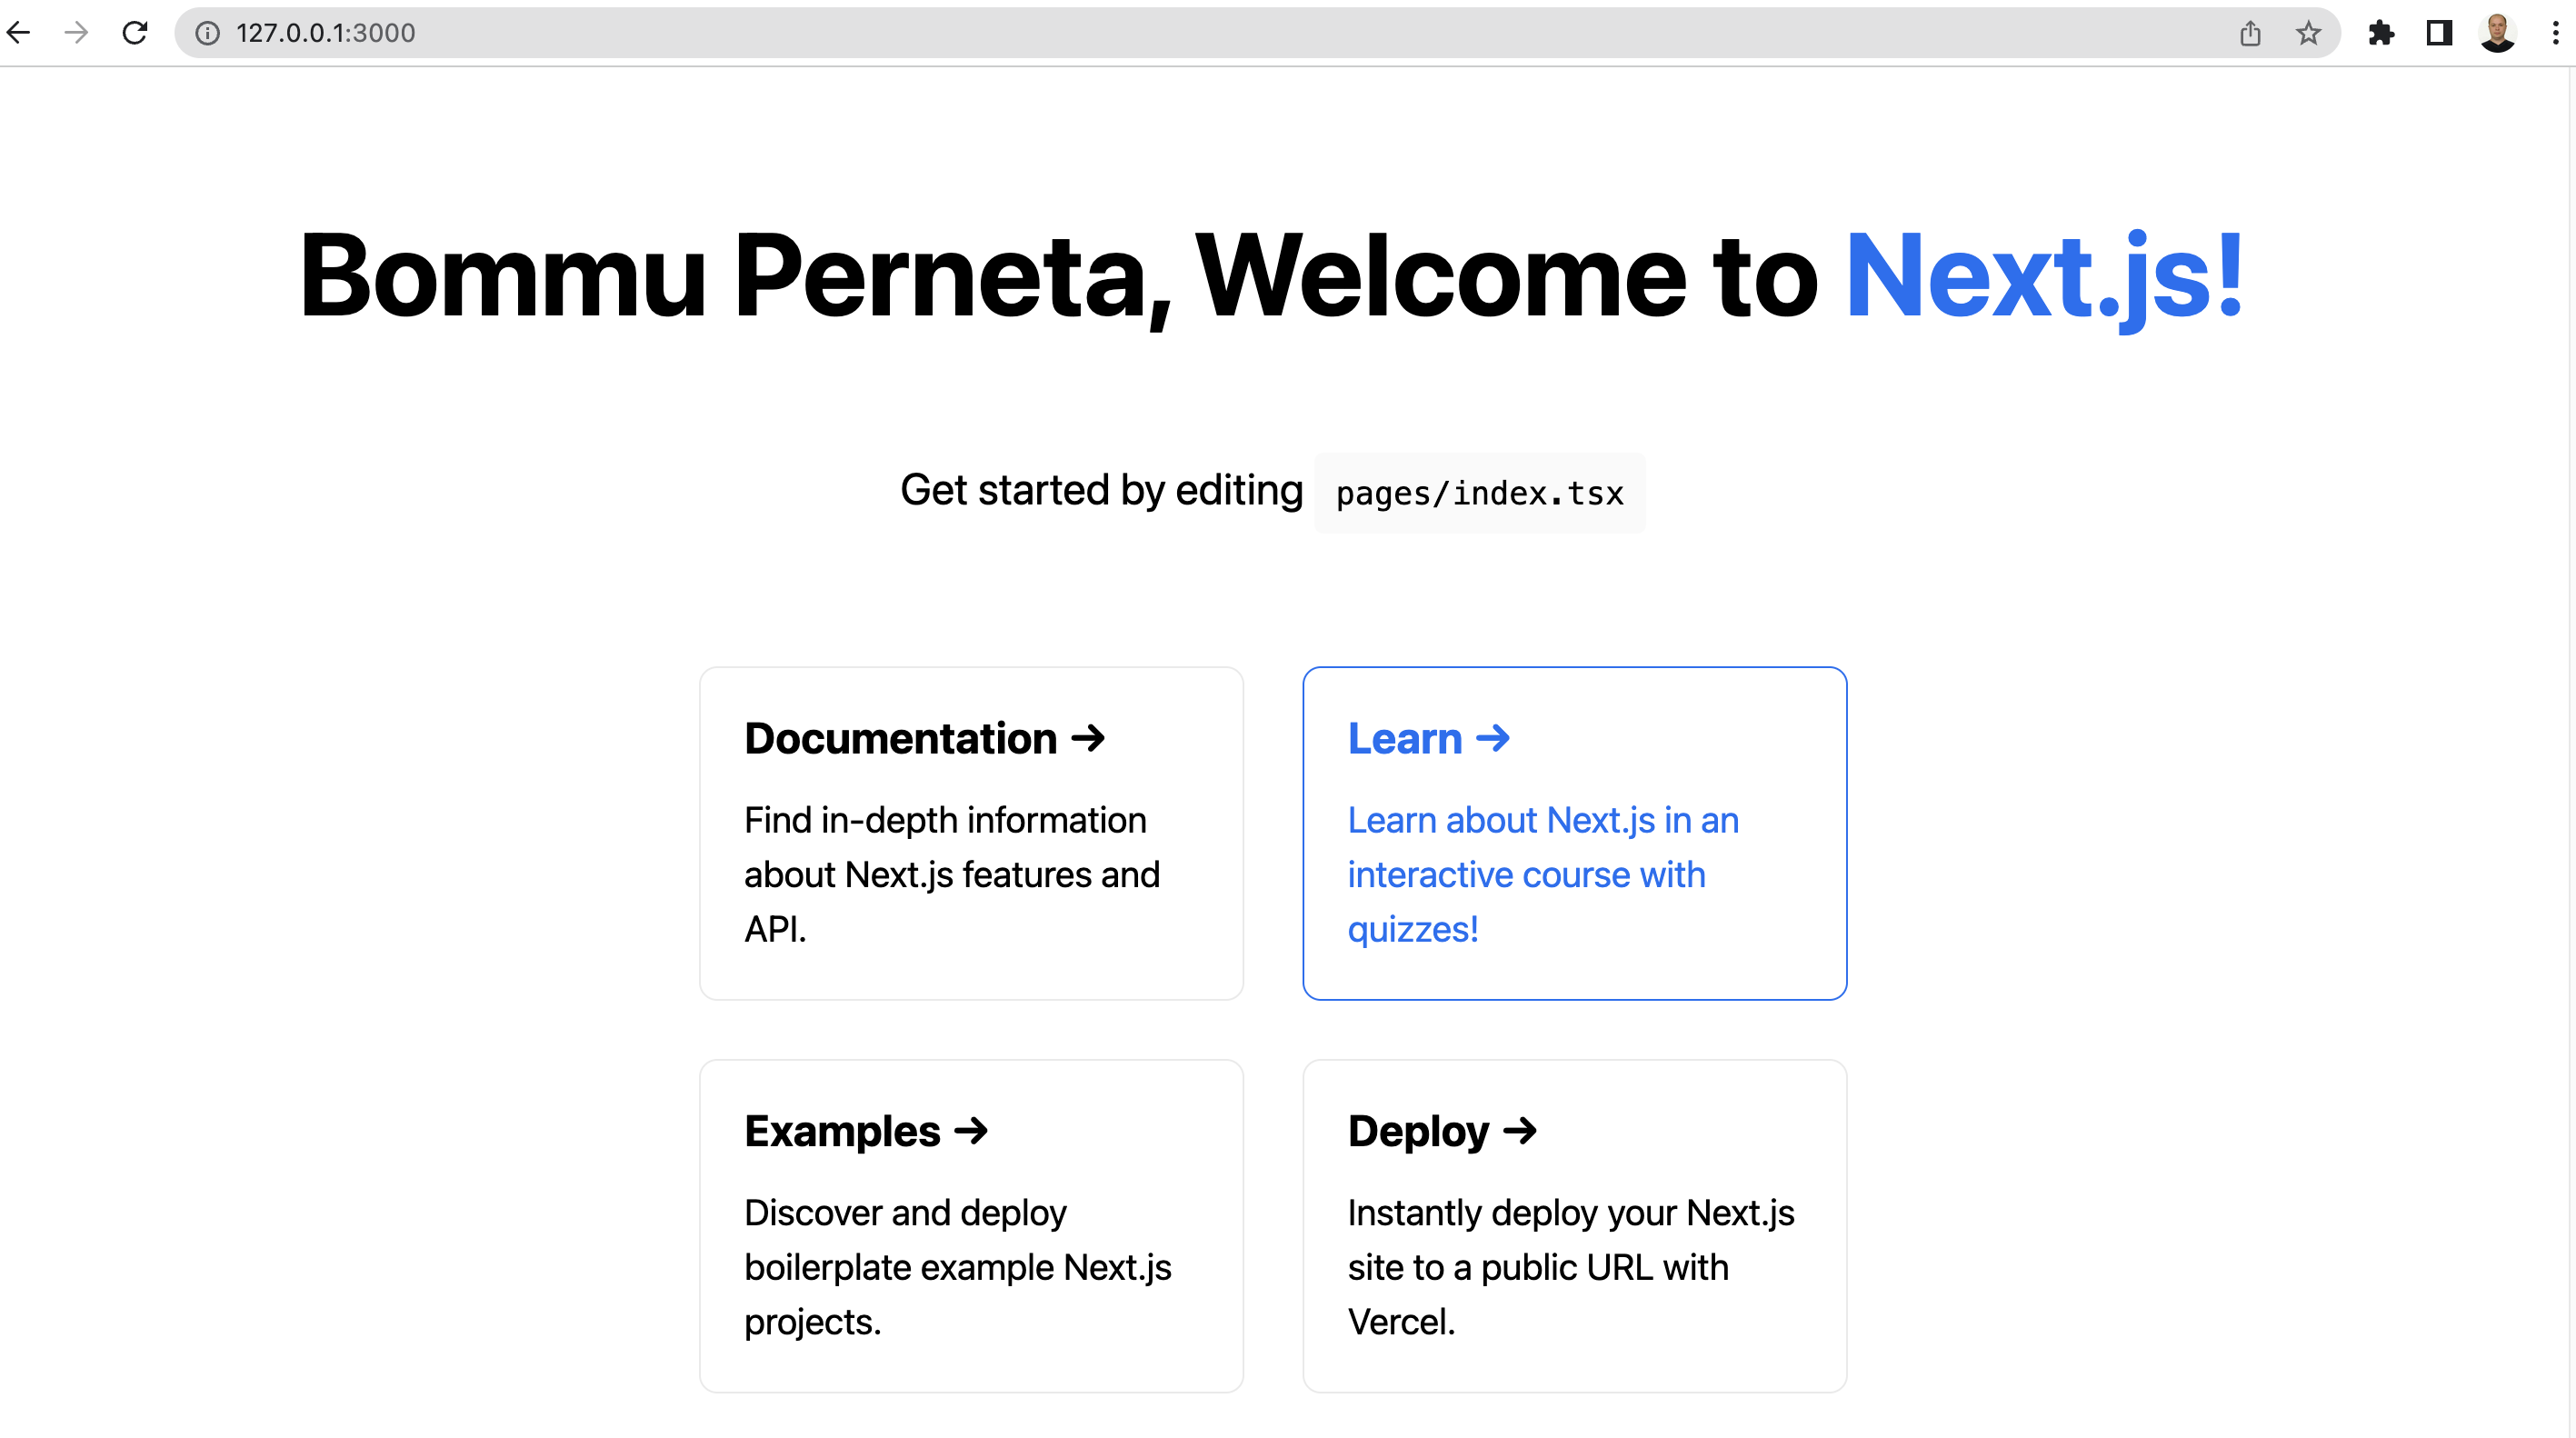 127.0.0.1:3000
Bommu Perneta, Welcome to Next.js!
Get started by editing pages/index.tsx
Documentation →
Find in-depth information
about Next.js features and
API.
Learn →
Learn about Next.js in an
interactive course with
quizzes!
Examples →
Discover and deploy
boilerplate example Next.js
projects.
Deploy →
Instantly deploy your Next.js
site to a public URL with
Vercel.